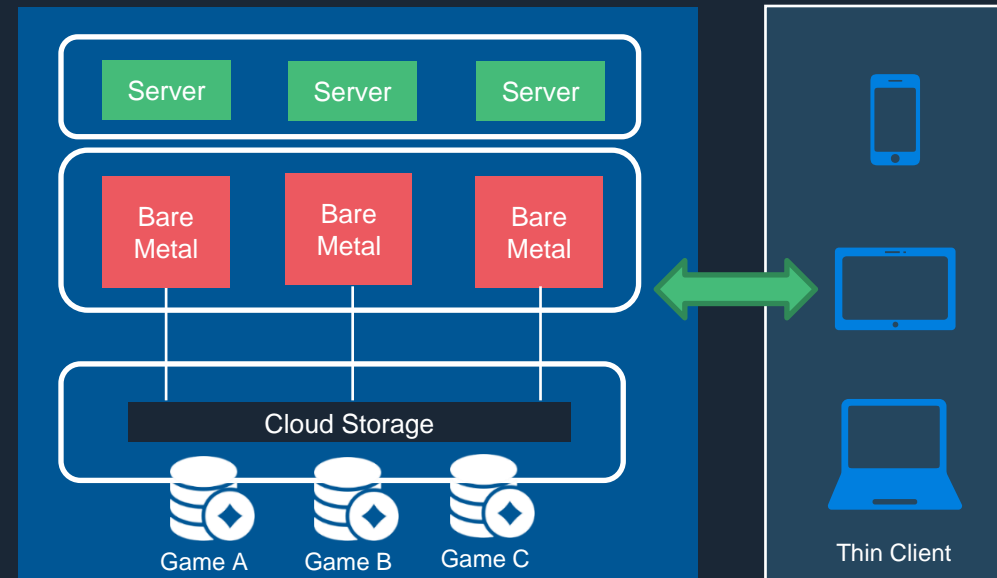 Server
Server
Server
Bare
Metal
Bare
Metal
Bare
Metal
Cloud Storage
Game A
Game B
Game C
Thin Client